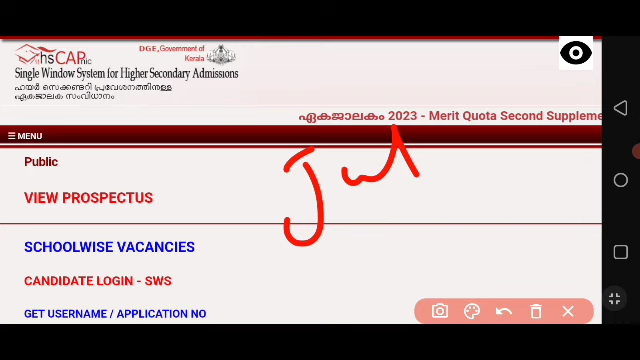 hsCAP
nic
DGE, Government of
Kerala
Single Window System for Higher Secondary Admissions
ഹയർ സെക്കണ്ടറി പ്രവേശനത്തിനുള്ള
ഏകജാലക സംവിധാനം
ഏകജാലകം 2023 - Merit Quota Second Suppleme
☰ MENU
Public
VIEW PROSPECTUS
SCHOOLWISE VACANCIES
CANDIDATE LOGIN - SWS
GET USERNAME / APPLICATION NO